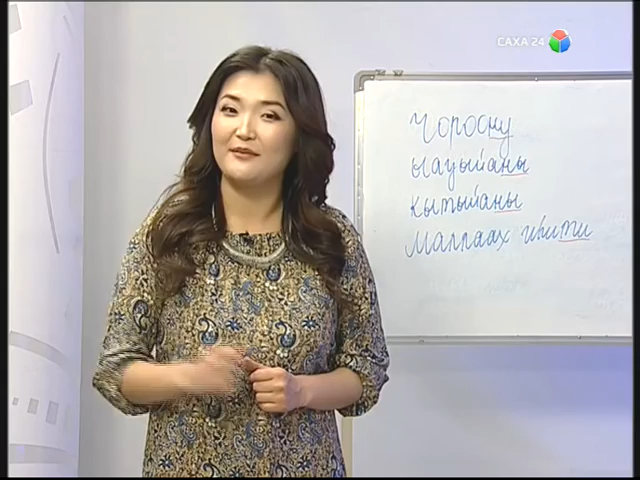 САХА 24
Чороону
ыаҕыйаны
кытыйаны
Маллаах иһити